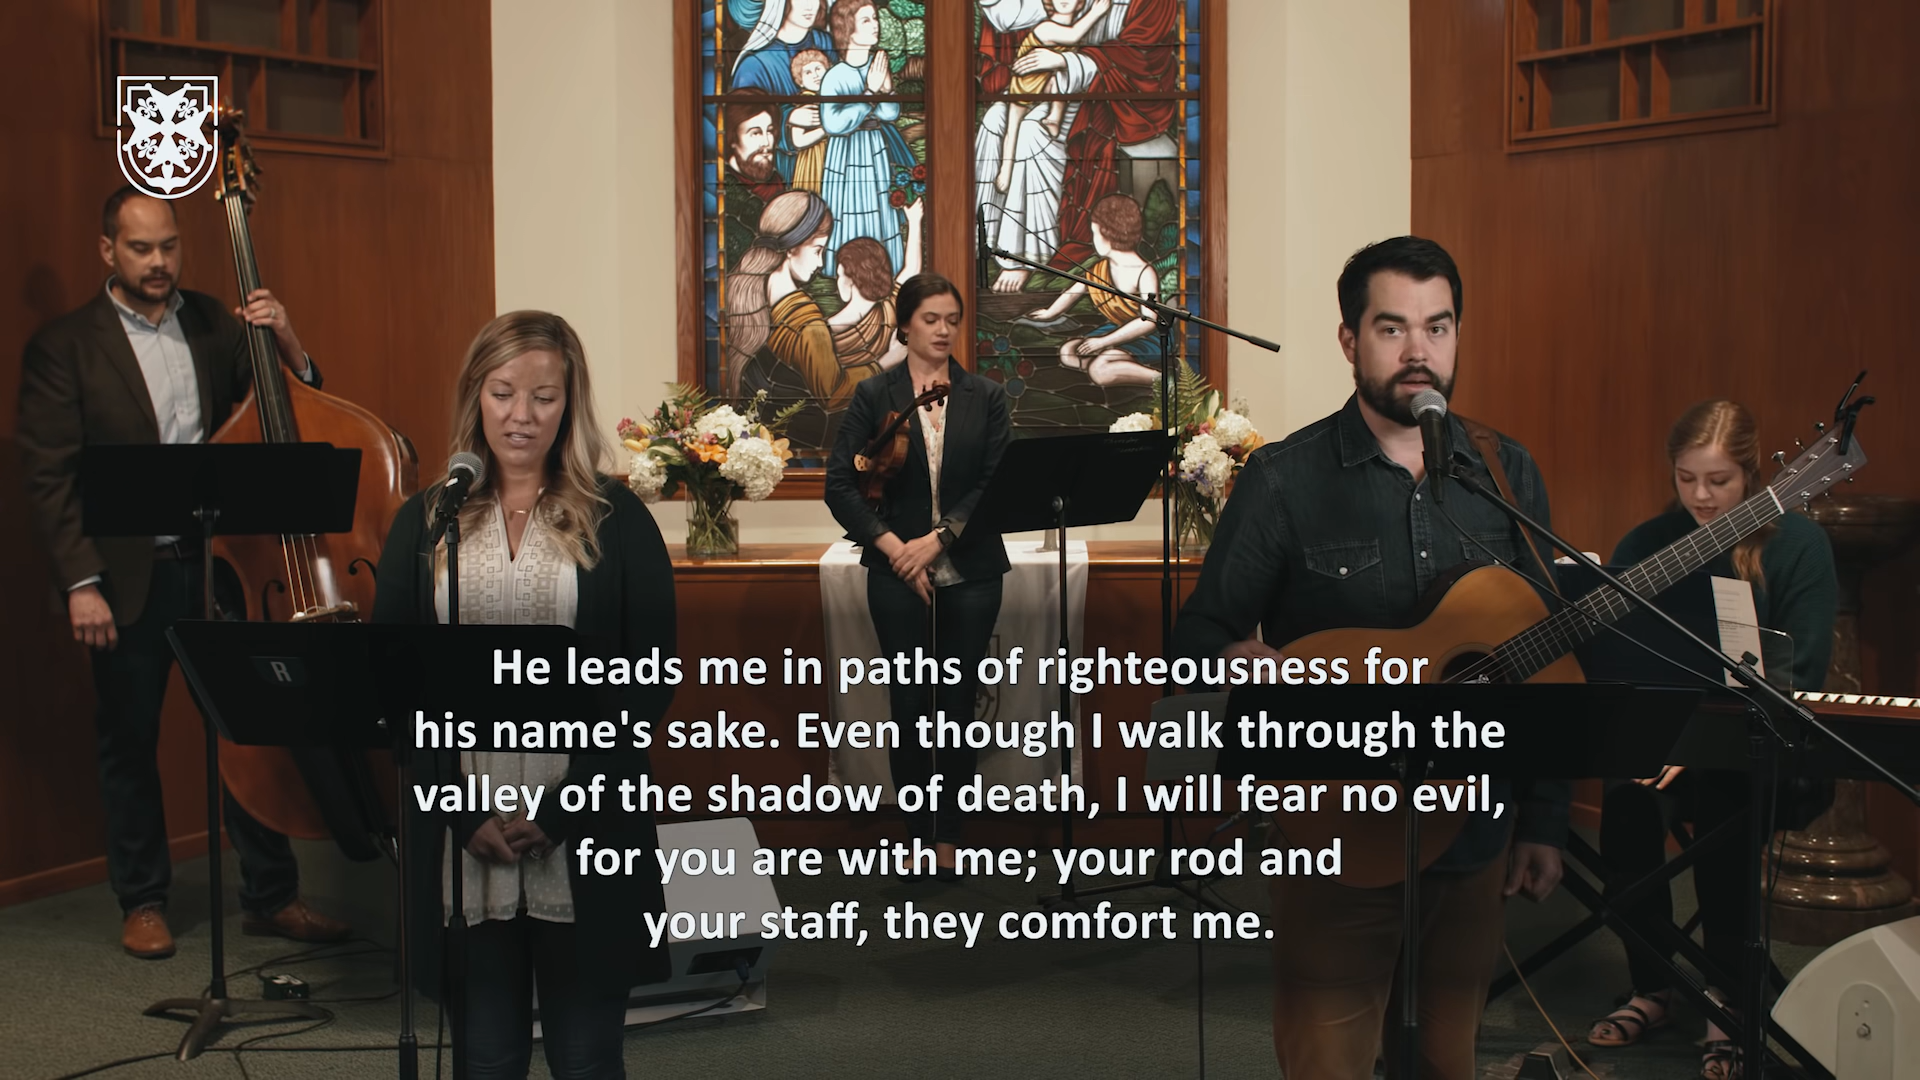 R
He leads me in paths of righteousness for
his name's sake. Even though I walk through the
valley of the shadow of death, I will fear no evil,
for you are with me; your rod and
your staff, they comfort me.